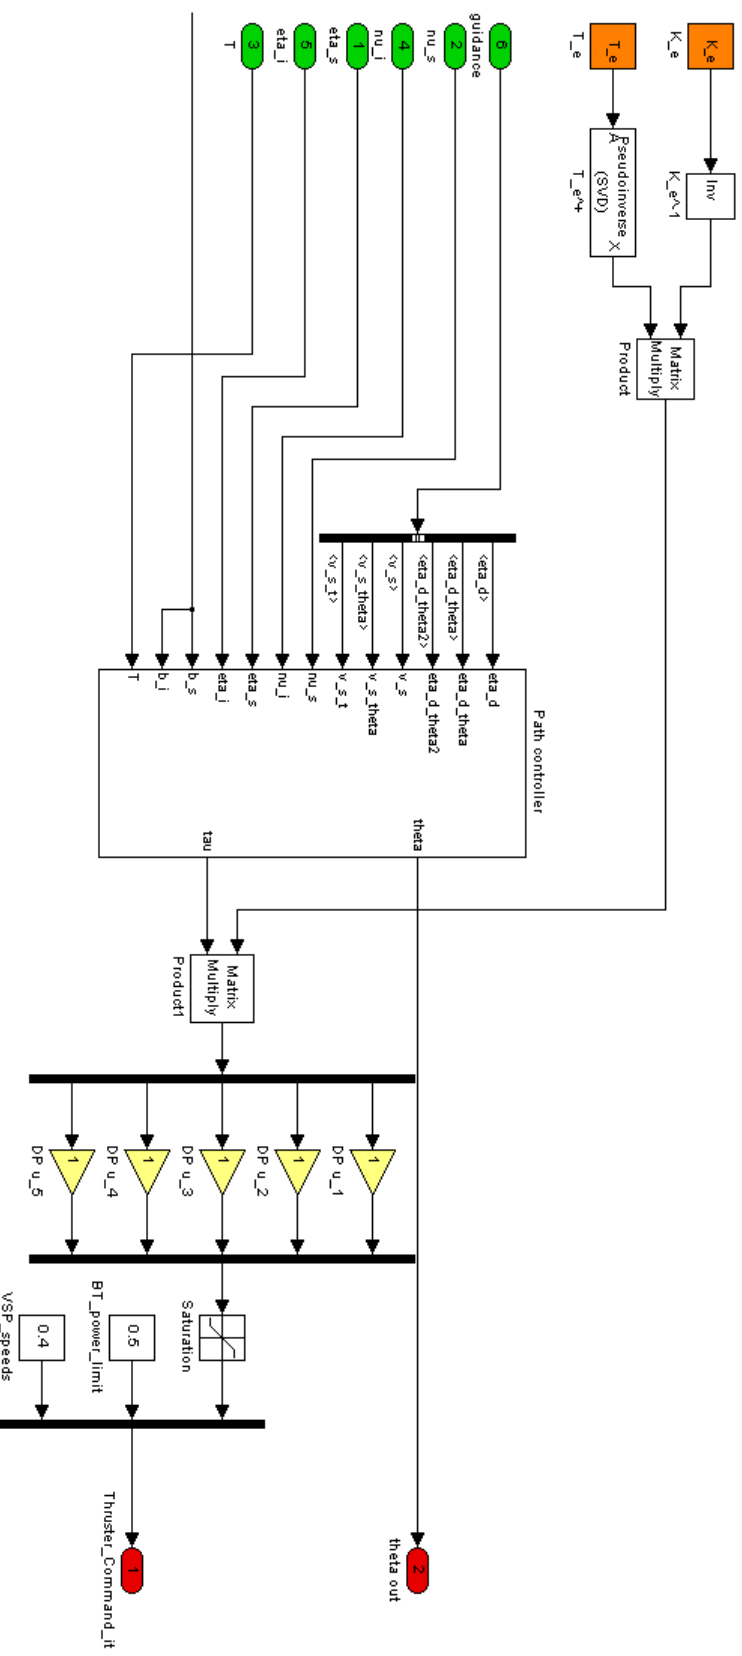 K_e
K_e
Inv
K_e^-1
T_e
T_e
Pseudoinverse
A
(SVD)
X
T_e^+
Matrix
Multiply
Product
6
guidance
2
nu_s
4
nu_i
1
eta_s
5
eta_i
3
T
<eta_d>
<eta_d_theta>
<eta_d_theta2>
<v_s>
<v_s_theta>
<v_s_t>
Path controller
eta_d
eta_d_theta
eta_d_theta2
v_s
v_s_theta
v_s_t
nu_s
nu_i
eta_s
eta_i
b_s
b_i
T
theta
tau
Matrix
Multiply
Product1
1
DP u_1
1
DP u_2
1
DP u_3
1
DP u_4
1
DP u_5
Saturation
0.5
BT_power_limit
0.4
VSP_speeds
2
theta out
1
Thruster_Command_it